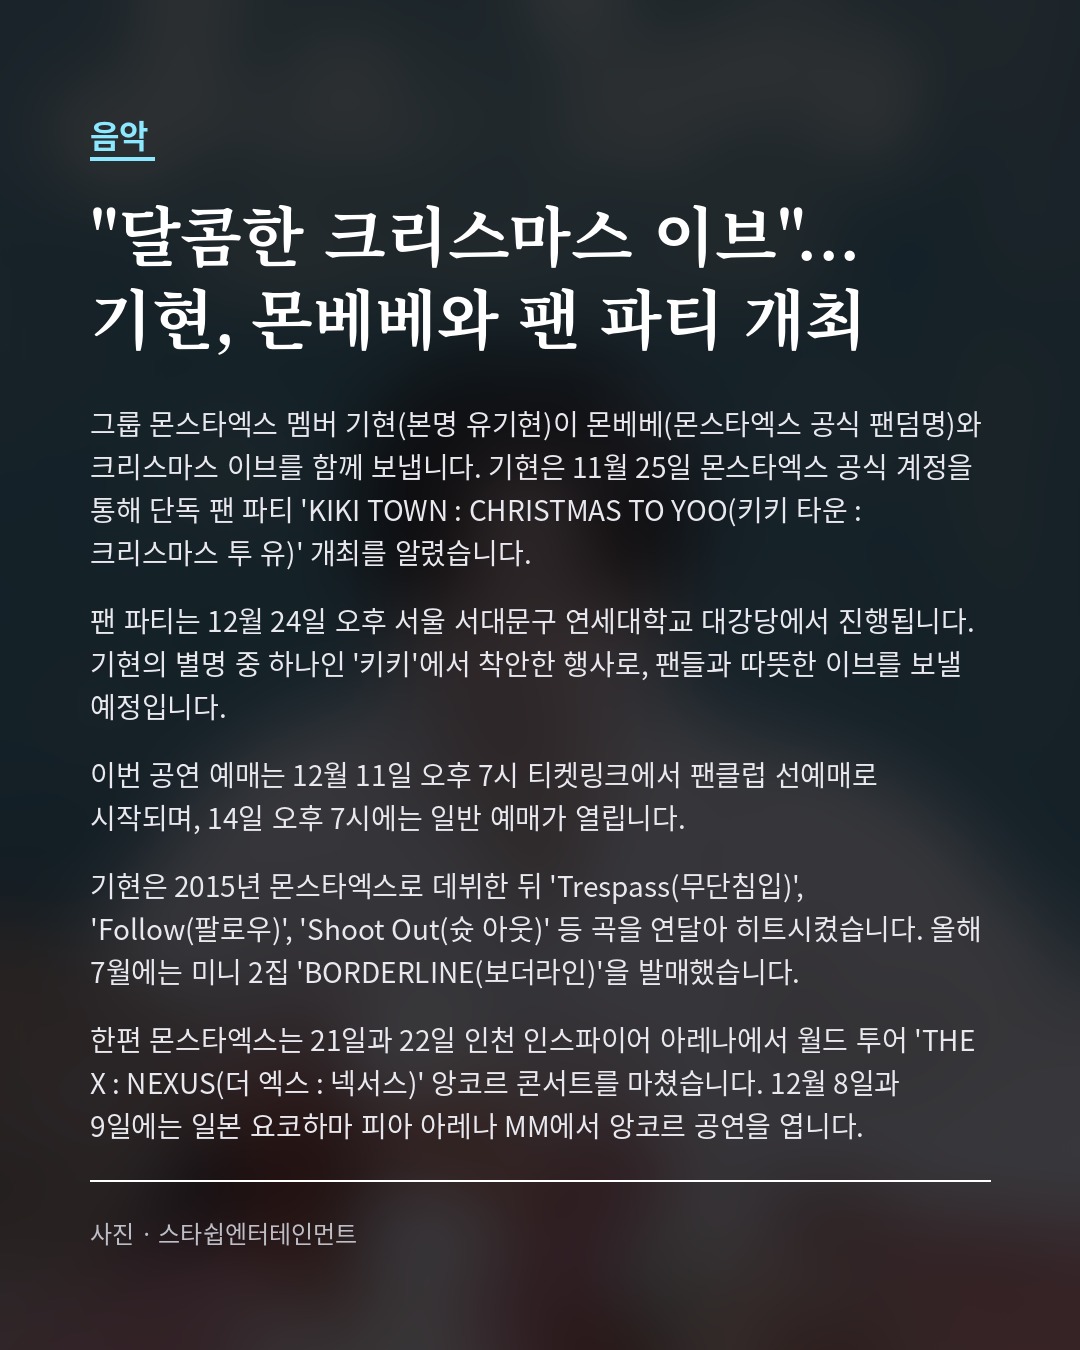 음악
"달콤한 크리스마스 이브"...
기현, 몬베베와 팬 파티 개최
그룹 몬스타엑스 멤버 기현(본명 유기현)이 몬베베(몬스타엑스 공식 팬덤명)와
크리스마스 이브를 함께 보냅니다. 기현은 11월 25일 몬스타엑스 공식 계정을
통해 단독 팬 파티 'KIKI TOWN : CHRISTMAS TO YOO(키키 타운 :
크리스마스 투 유)' 개최를 알렸습니다.
팬 파티는 12월 24일 오후 서울 서대문구 연세대학교 대강당에서 진행됩니다.
기현의 별명 중 하나인 '키키'에서 착안한 행사로, 팬들과 따뜻한 이브를 보낼
예정입니다.
이번 공연 예매는 12월 11일 오후 7시 티켓링크에서 팬클럽 선예매로
시작되며, 14일 오후 7시에는 일반 예매가 열립니다.
기현은 2015년 몬스타엑스로 데뷔한 뒤 'Trespass(무단침입)',
'Follow(팔로우)', 'Shoot Out(슛 아웃)' 등 곡을 연달아 히트시켰습니다. 올해
7월에는 미니 2집 'BORDERLINE(보더라인)'을 발매했습니다.
한편 몬스타엑스는 21일과 22일 인천 인스파이어 아레나에서 월드 투어 'THE
X : NEXUS(더 엑스 : 넥서스)' 앙코르 콘서트를 마쳤습니다. 12월 8일과
9일에는 일본 요코하마 피아 아레나 MM에서 앙코르 공연을 엽니다.
사진 · 스타쉽엔터테인먼트